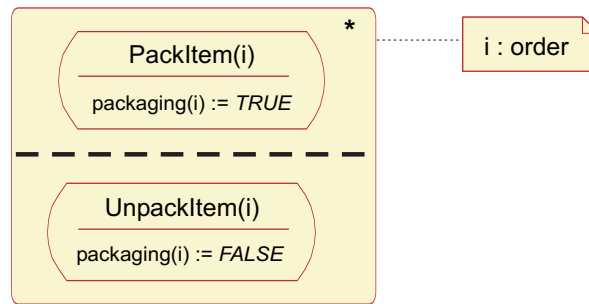 *
PackItem(i)
packaging(i) := TRUE
i : order
UnpackItem(i)
packaging(i) := FALSE